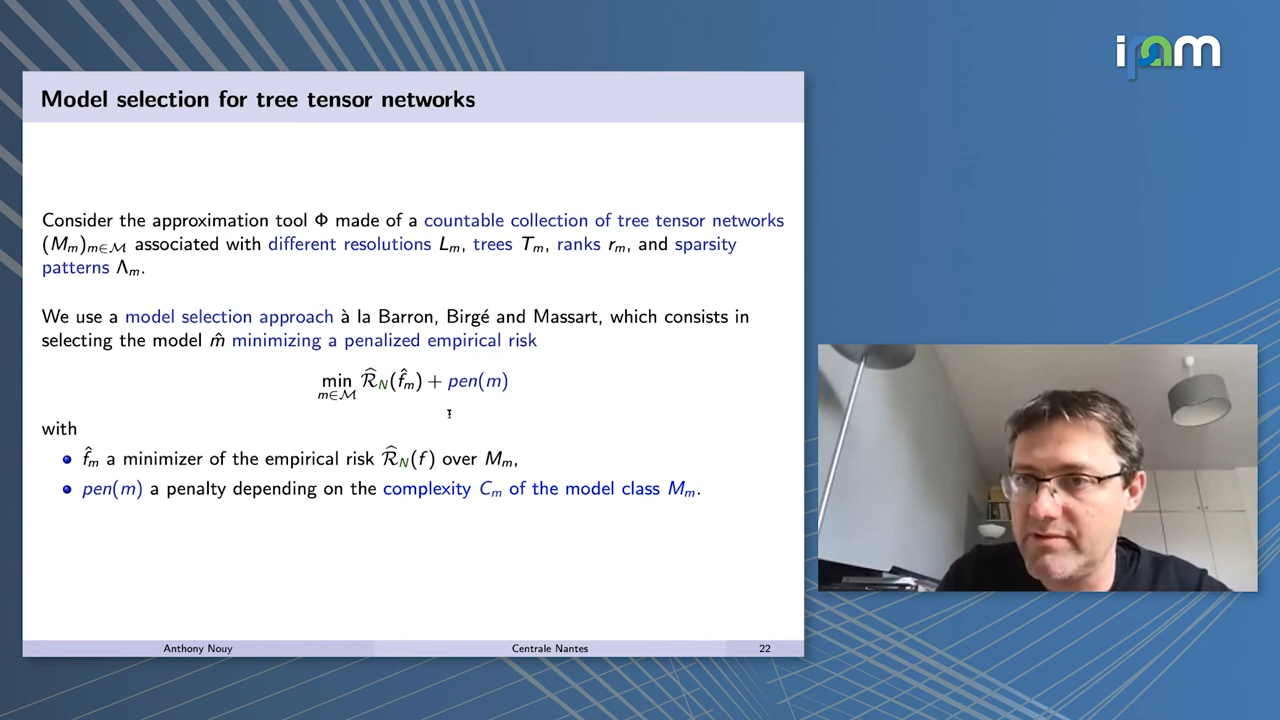 ipam
Model selection for tree tensor networks
Consider the approximation tool Φ made of a countable collection of tree tensor networks
(M_m)_{m∈ℳ} associated with different resolutions L_m, trees T_m, ranks r_m, and sparsity
patterns Λ_m.
We use a model selection approach à la Barron, Birgé and Massart, which consists in
selecting the model m̂ minimizing a penalized empirical risk
min_{m∈ℳ} R̂_N(f̂_m) + pen(m)
with
• f̂_m a minimizer of the empirical risk R̂_N(f) over M_m,
• pen(m) a penalty depending on the complexity C_m of the model class M_m.
Anthony Nouy Centrale Nantes 22